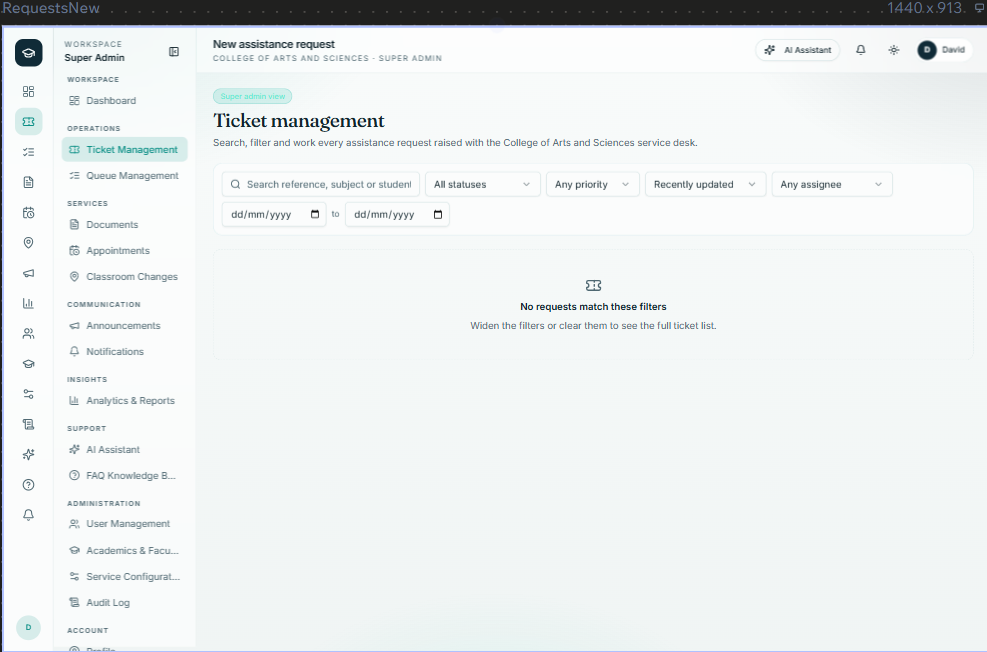 RequestsNew
1440 x 913
WORKSPACE
Super Admin
WORKSPACE
Dashboard
OPERATIONS
Ticket Management
Queue Management
SERVICES
Documents
Appointments
Classroom Changes
COMMUNICATION
Announcements
Notifications
INSIGHTS
Analytics & Reports
SUPPORT
AI Assistant
FAQ Knowledge B...
ADMINISTRATION
User Management
Academics & Facu...
Service Configurat...
Audit Log
ACCOUNT
Profile
D
New assistance request
COLLEGE OF ARTS AND SCIENCES - SUPER ADMIN
AI Assistant
D David
Super admin view
Ticket management
Search, filter and work every assistance request raised with the College of Arts and Sciences service desk.
Search reference, subject or student
All statuses
Any priority
Recently updated
Any assignee
dd/mm/yyyy to dd/mm/yyyy
No requests match these filters
Widen the filters or clear them to see the full ticket list.